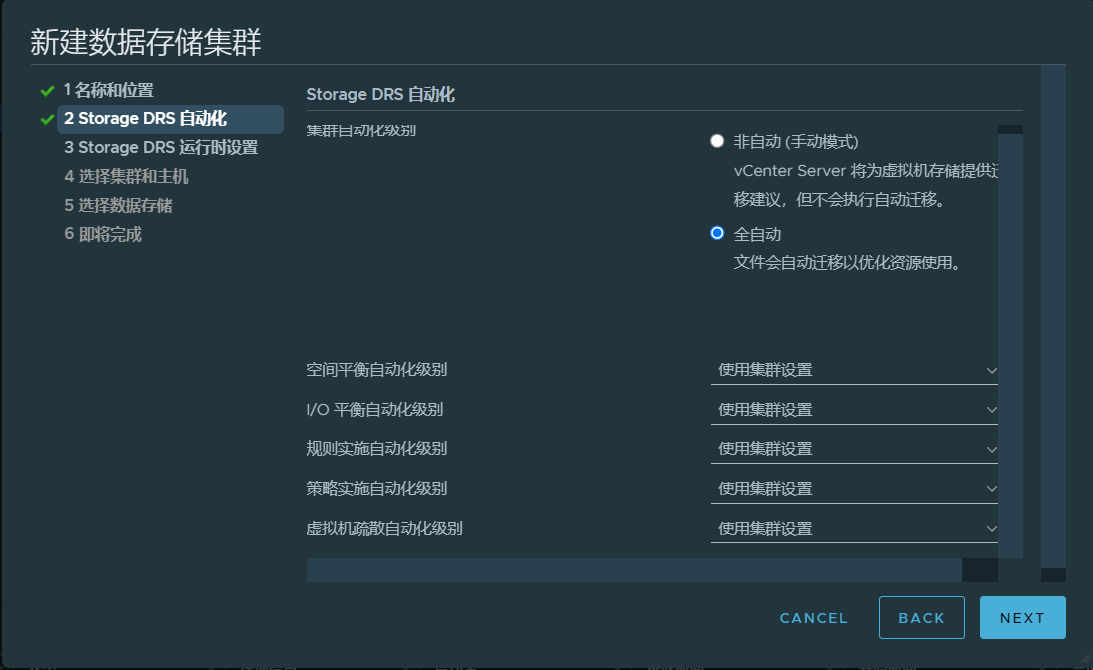 新建数据存储集群
1 名称和位置
2 Storage DRS 自动化
3 Storage DRS 运行时设置
4 选择集群和主机
5 选择数据存储
6 即将完成
Storage DRS 自动化
集群自动化级别
非自动 (手动模式)
vCenter Server 将为虚拟机存储提供迁
移建议，但不会执行自动迁移。
全自动
文件会自动迁移以优化资源使用。
空间平衡自动化级别 使用集群设置
I/O 平衡自动化级别 使用集群设置
规则实施自动化级别 使用集群设置
策略实施自动化级别 使用集群设置
虚拟机疏散自动化级别 使用集群设置
CANCEL BACK NEXT